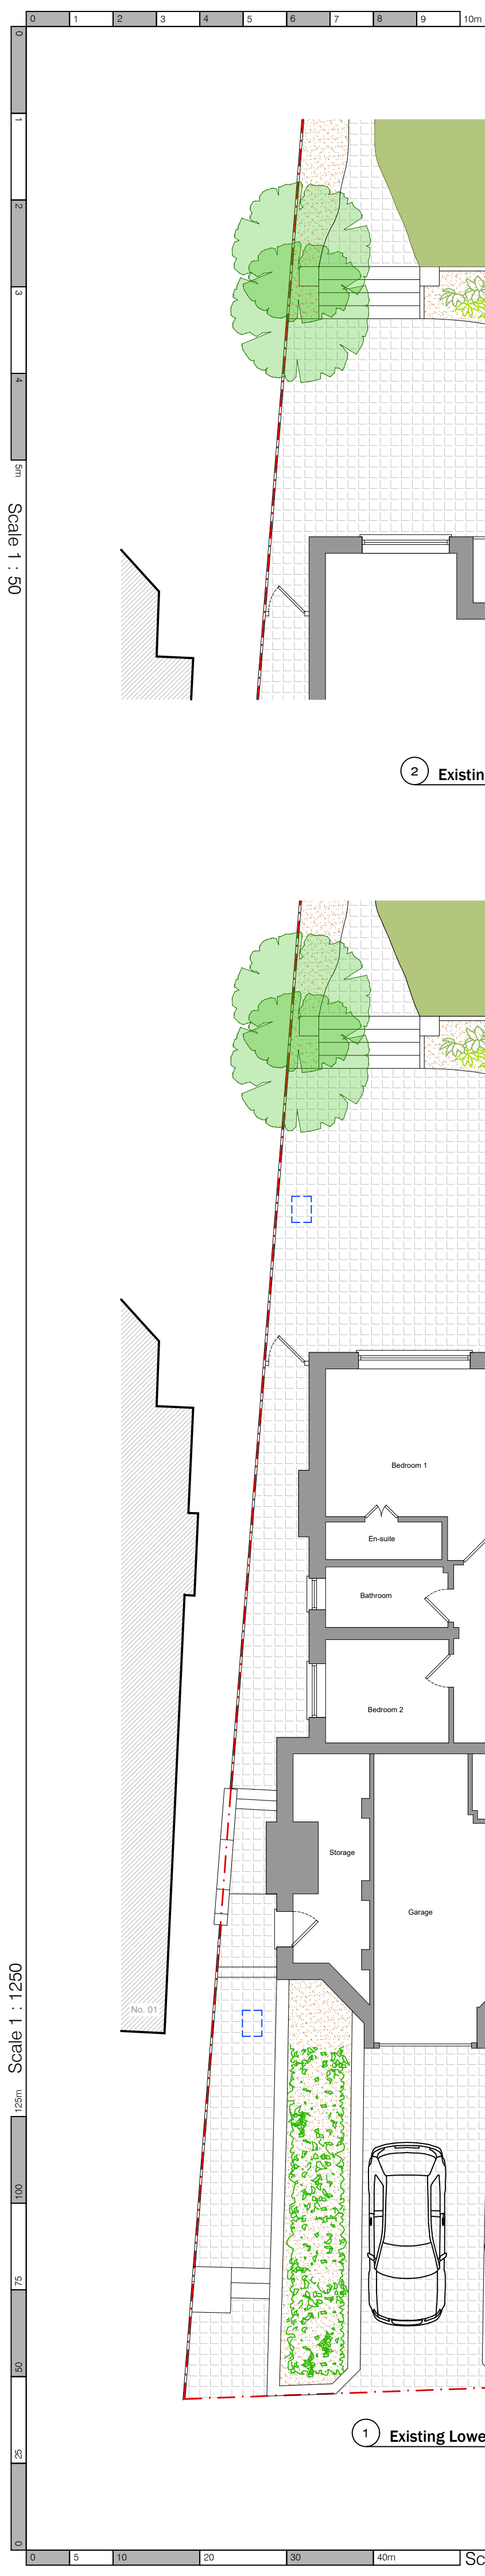 0 1 2 3 4 5 6 7 8 9 10m
0
1
2
3
4
5m
Scale 1 : 50
2 Existin
Bedroom 1
En-suite
Bathroom
Bedroom 2
Storage
Garage
No. 01
Scale 1 : 1250
125m
100
75
50
25
0
1 Existing Lowe
0 5 10 20 30 40m Sc